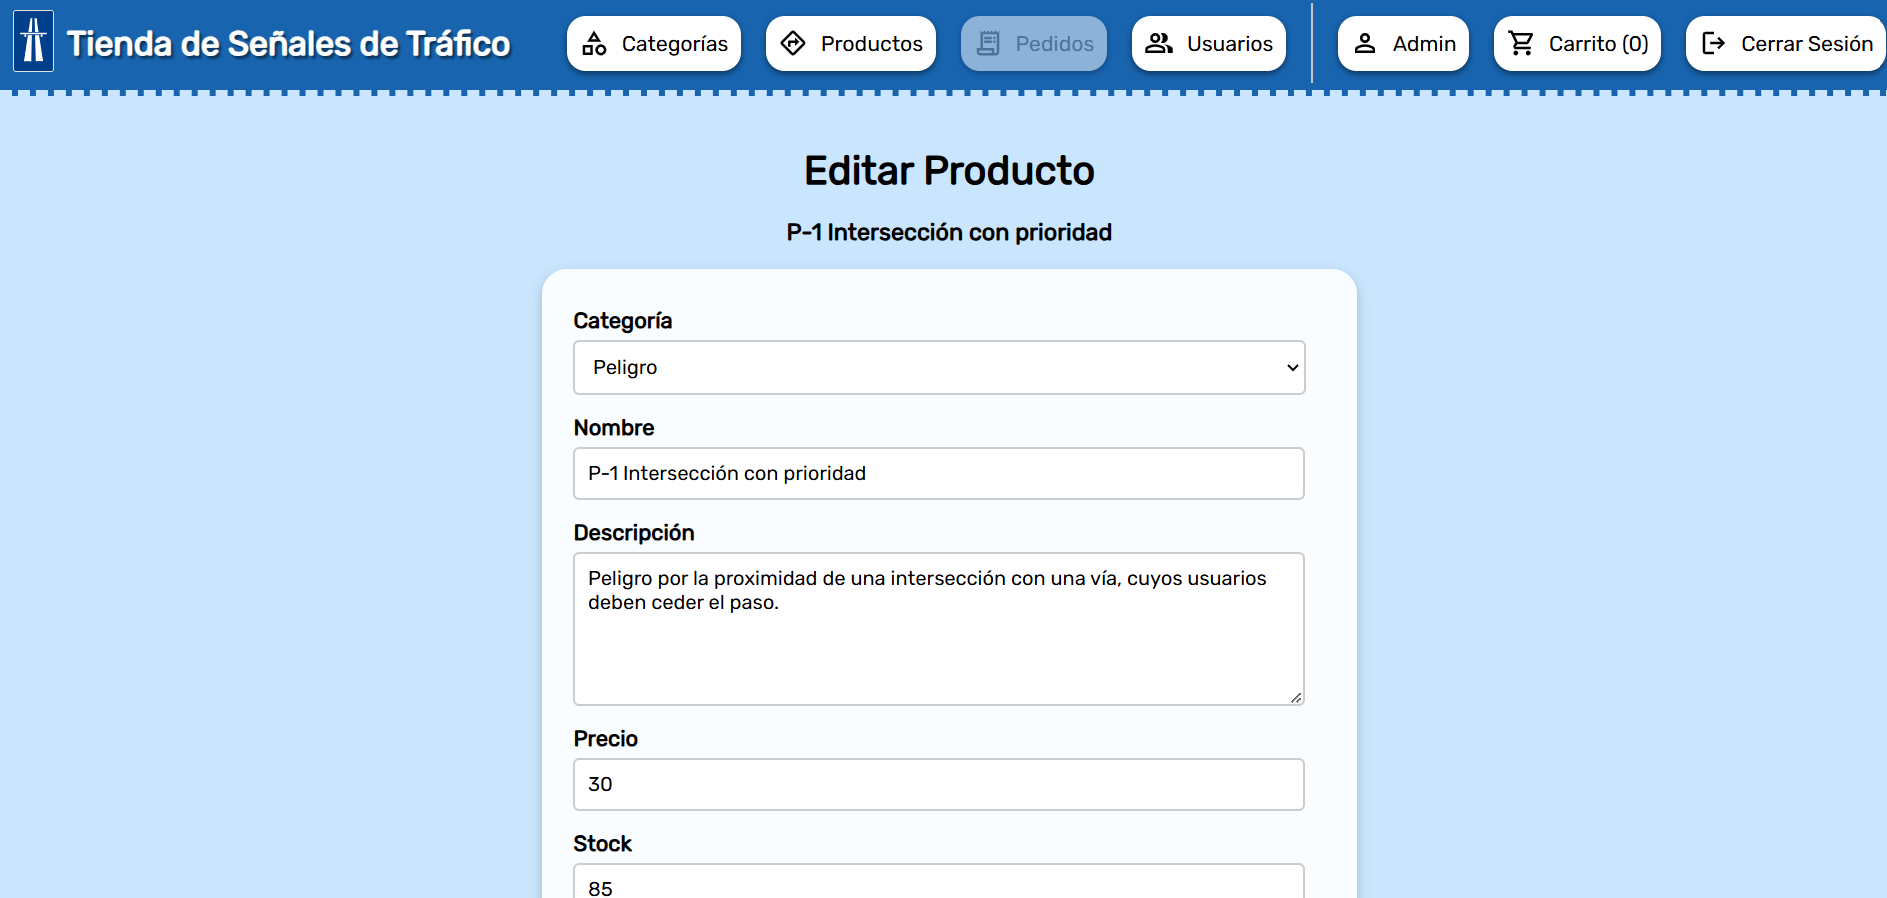 Tienda de Señales de Tráfico
Categorías
Productos
Pedidos
Usuarios
Admin
Carrito (0)
Cerrar Sesión
Editar Producto
P-1 Intersección con prioridad
Categoría
Peligro
Nombre
P-1 Intersección con prioridad
Descripción
Peligro por la proximidad de una intersección con una vía, cuyos usuarios
deben ceder el paso.
Precio
30
Stock
85